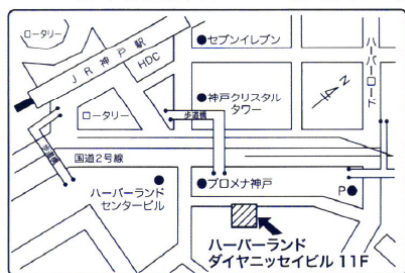 ロータリー
JR神戸駅
HDC
セブンイレブン
ハーバーロード
神戸クリスタル
タワー
N
ロータリー
歩道橋
歩道橋
国道2号線
ハーバーランド
センタービル
プロメナ神戸
P
ハーバーランド
ダイヤニッセイビル 11F